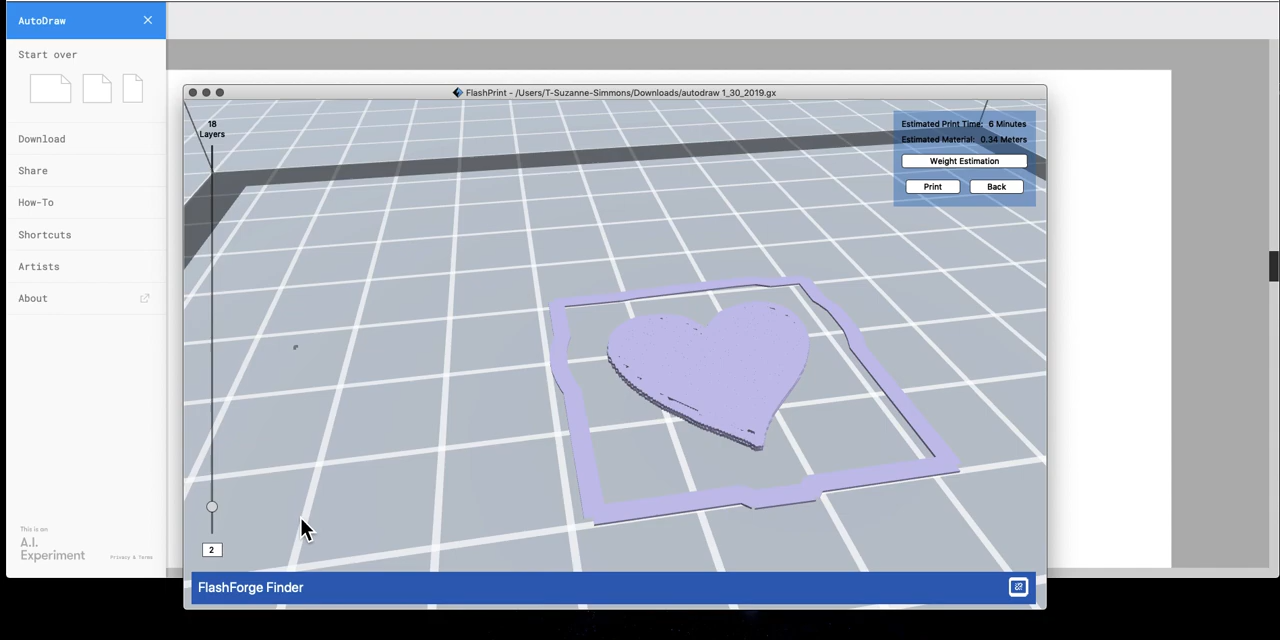 AutoDraw
Start over
Download
Share
How-To
Shortcuts
Artists
About
This is an
A.I.
Experiment
Privacy & Terms
FlashPrint - /Users/T-Suzanne-Simmons/Downloads/autodraw 1_30_2019.gx
18
Layers
2
Estimated Print Time: 6 Minutes
Estimated Material: 0.34 Meters
Weight Estimation
Print Back
FlashForge Finder